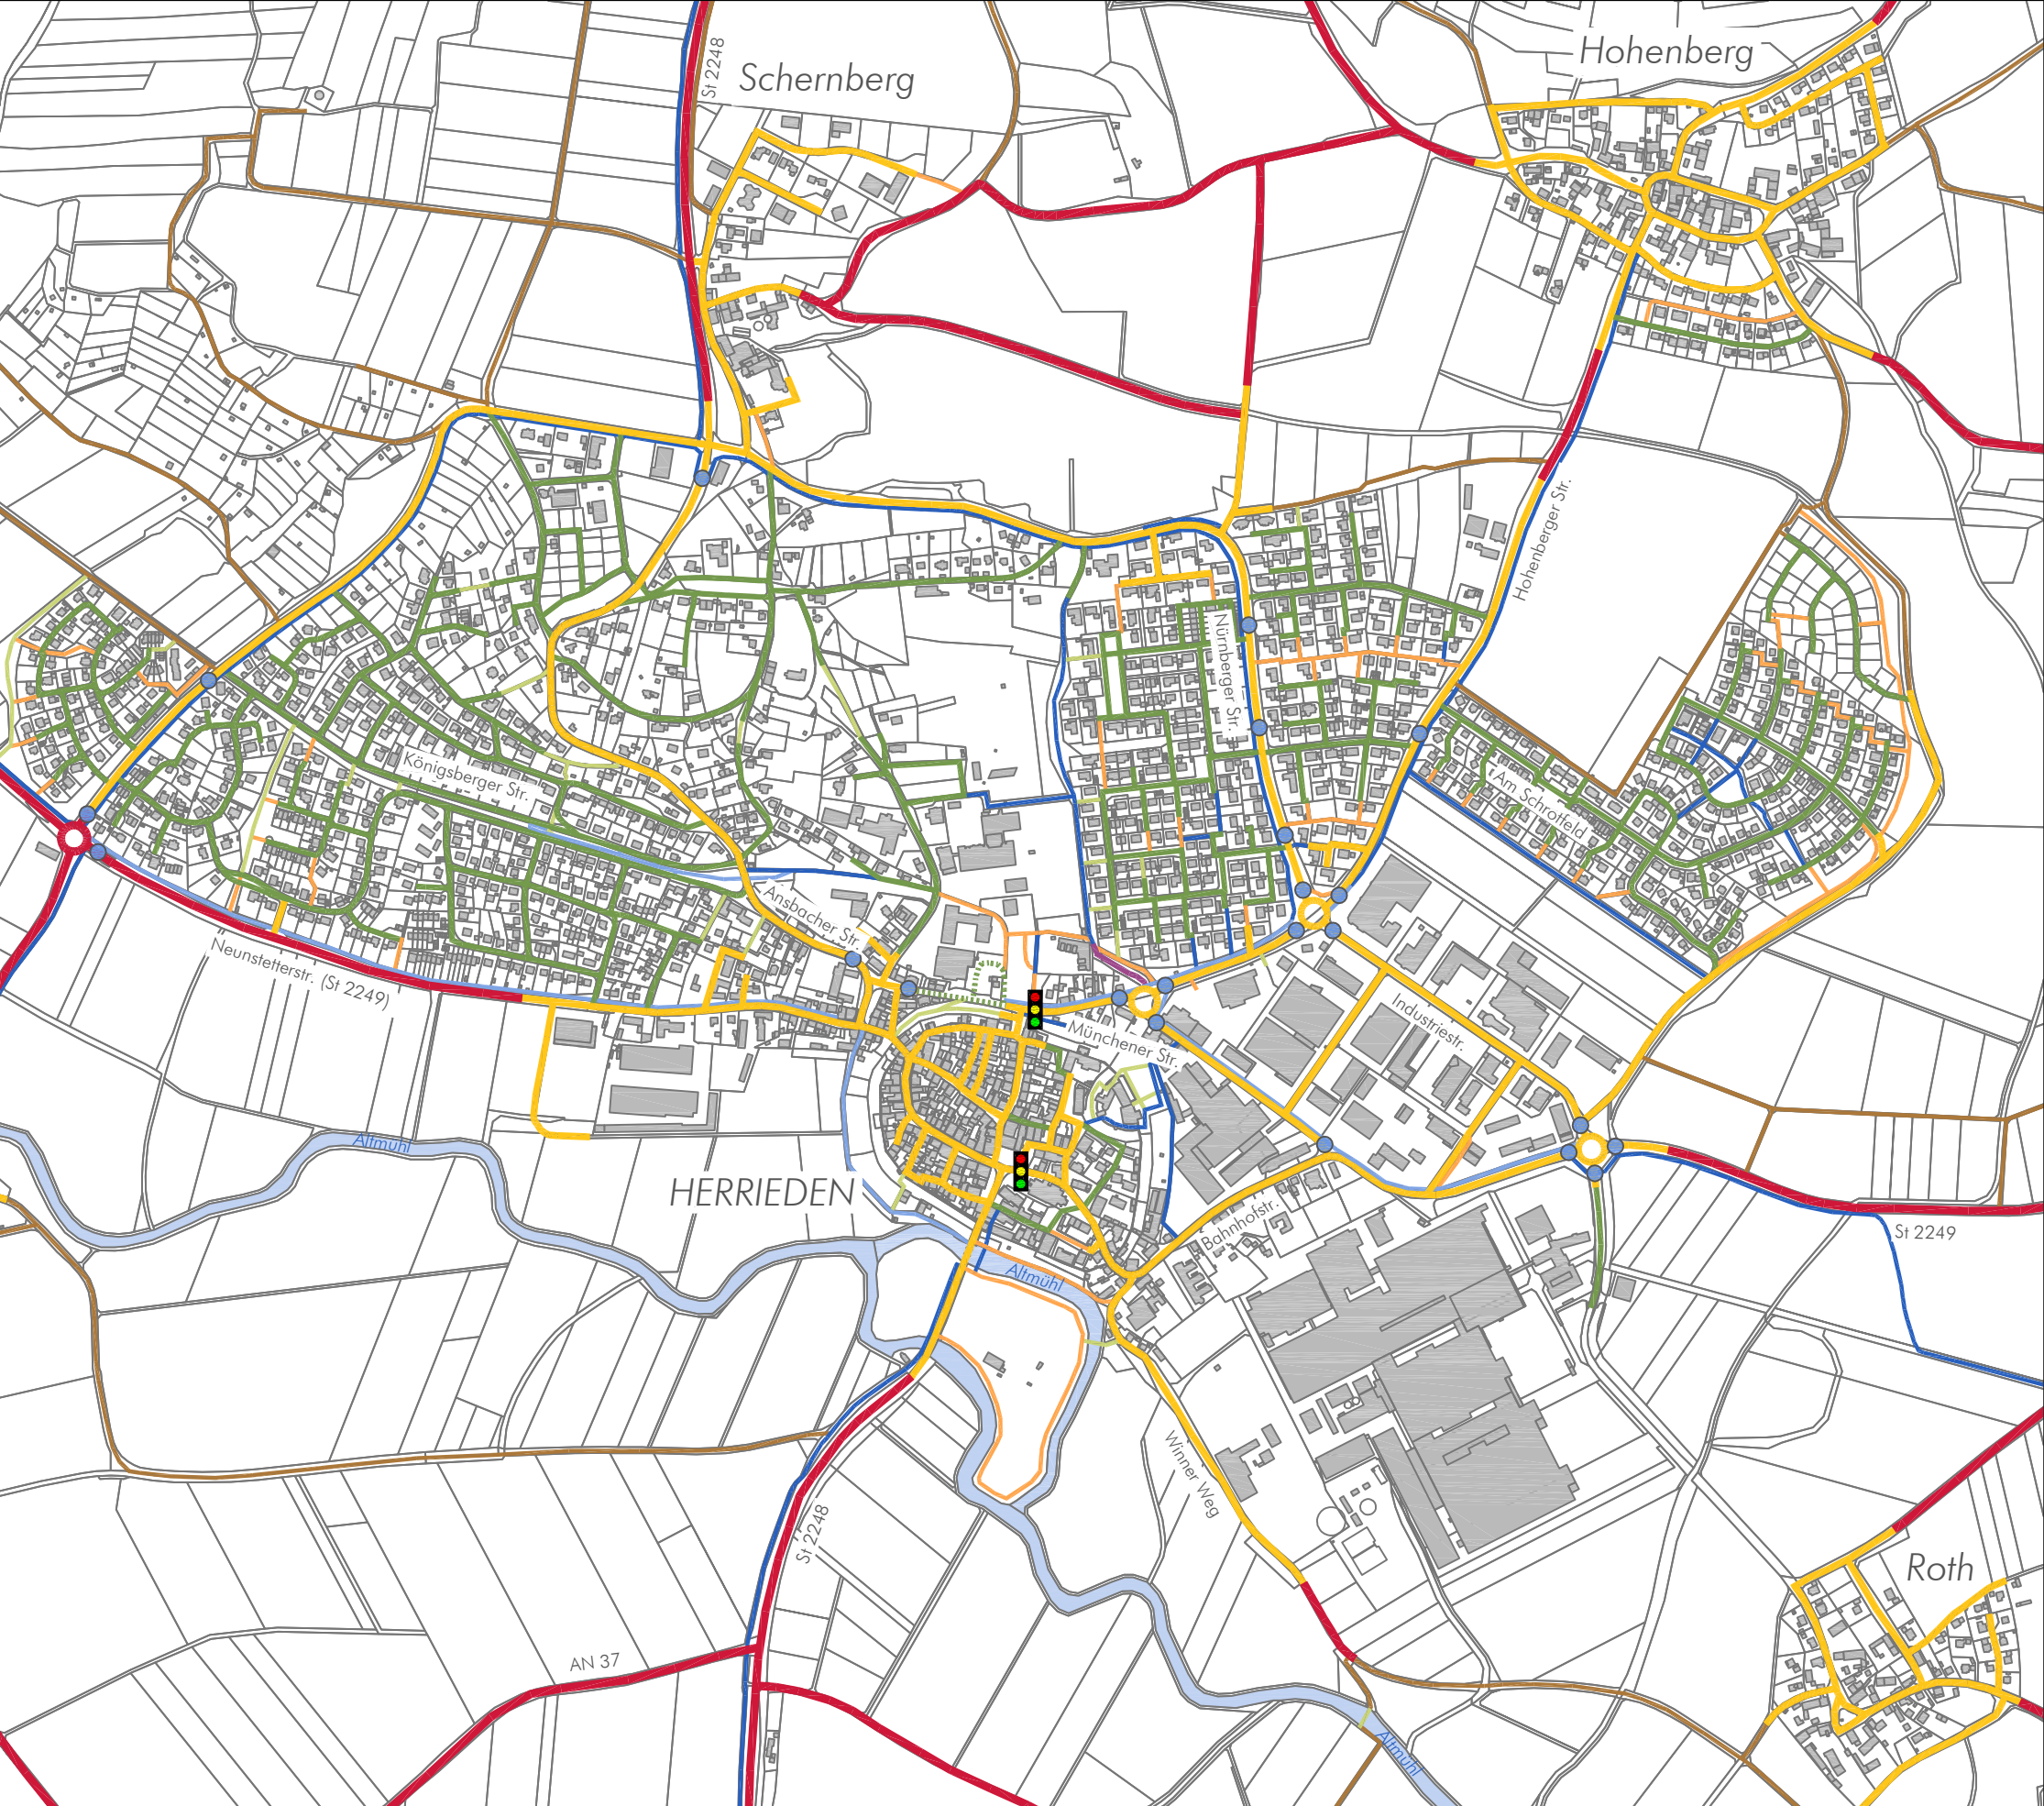 Hohenberg
St 2248
Schernberg
Hohenberger Str.
Nürnberger Str.
Königsberger Str.
Am Schrotfeld
Ansbacher Str.
Neunstetterstr. (St 2249)
Industriestr.
Münchener Str.
Altmühl
HERRIEDEN
Bahnhofstr.
St 2249
Altmühl
Winner Weg
St 2248
Roth
AN 37
Altmühl